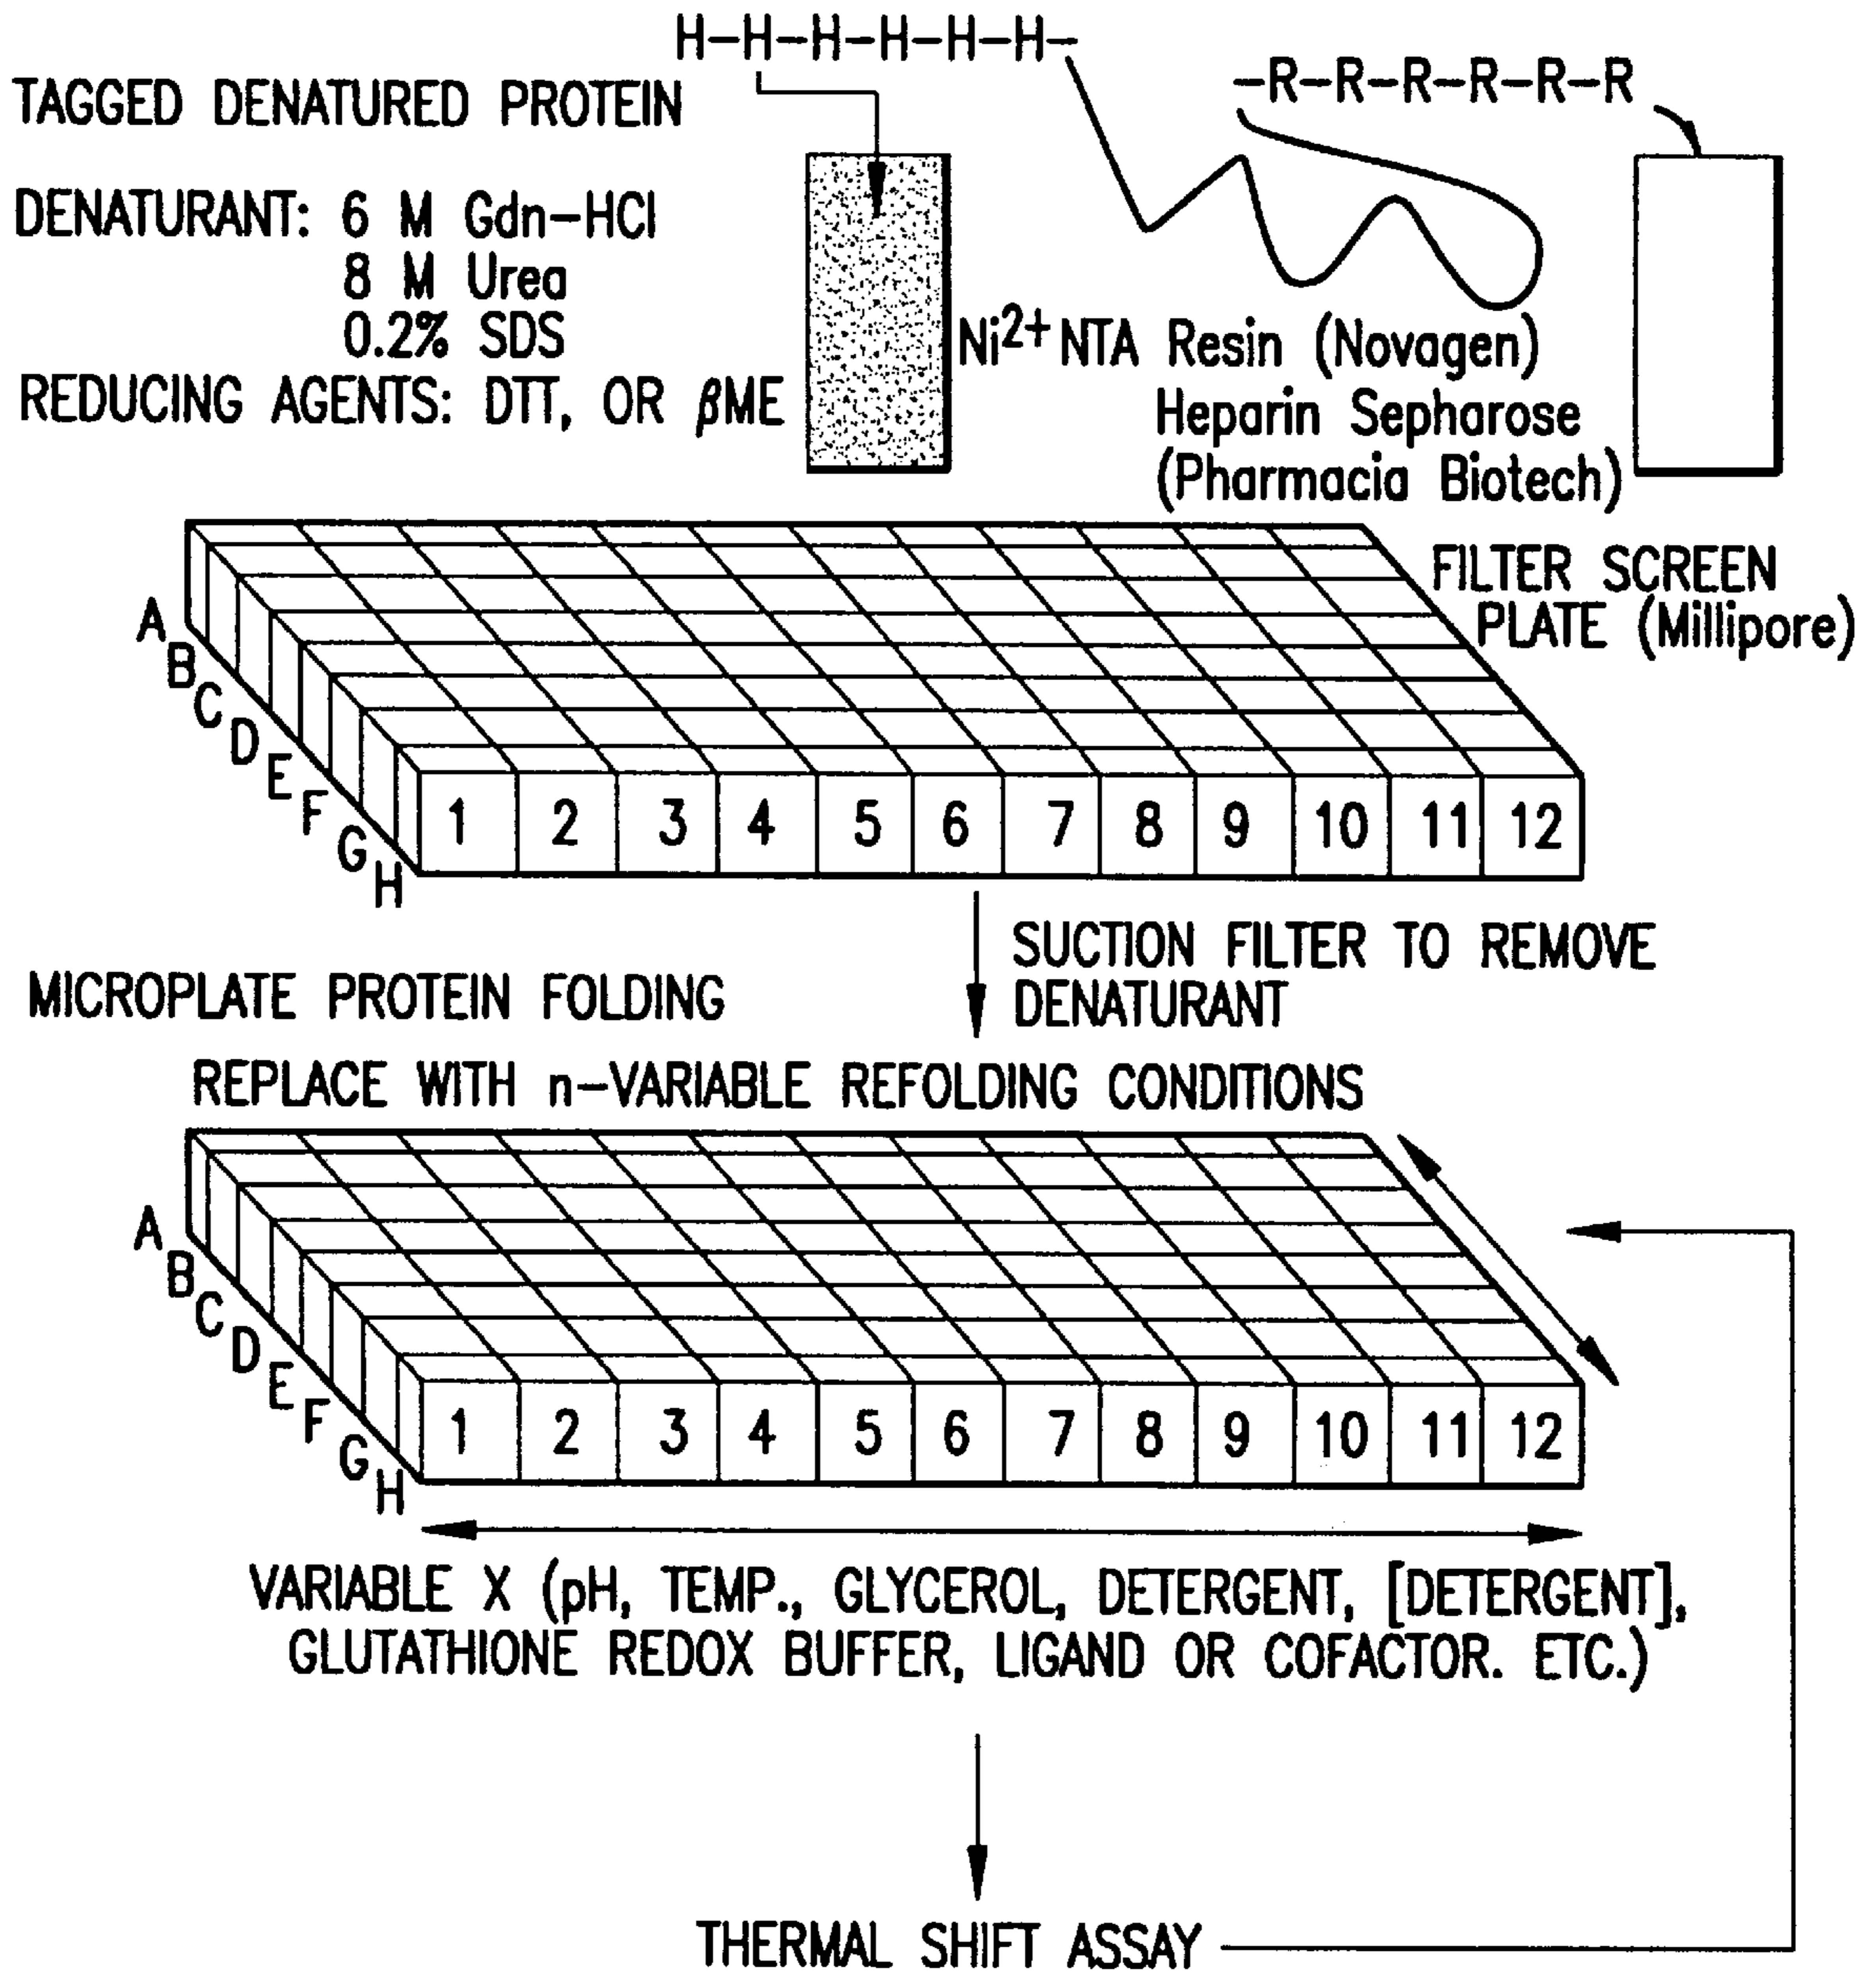 H-H-H-H-H-H-
-R-R-R-R-R-R
TAGGED DENATURED PROTEIN
DENATURANT: 6 M Gdn-HCl
8 M Urea
0.2% SDS
REDUCING AGENTS: DTT, OR βME
Ni²⁺ NTA Resin (Novagen)
Heparin Sepharose
(Pharmacia Biotech)
FILTER SCREEN
PLATE (Millipore)
A
B
C
D
E
F
G
H
1 2 3 4 5 6 7 8 9 10 11 12
SUCTION FILTER TO REMOVE
DENATURANT
MICROPLATE PROTEIN FOLDING
REPLACE WITH n-VARIABLE REFOLDING CONDITIONS
A
B
C
D
E
F
G
H
1 2 3 4 5 6 7 8 9 10 11 12
VARIABLE X (pH, TEMP., GLYCEROL, DETERGENT, [DETERGENT],
GLUTATHIONE REDOX BUFFER, LIGAND OR COFACTOR. ETC.)
THERMAL SHIFT ASSAY